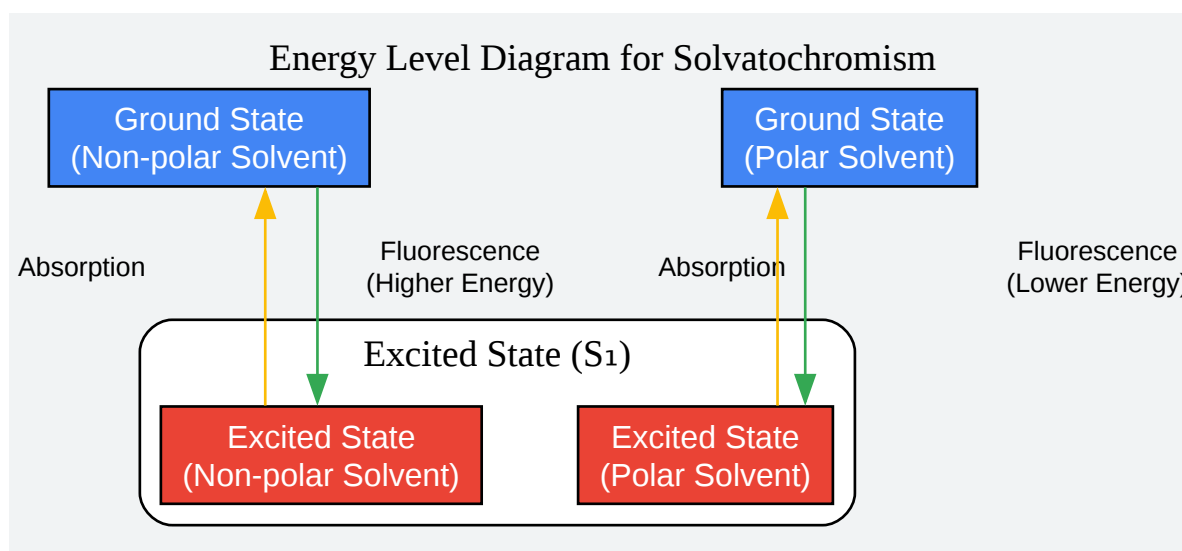 Energy Level Diagram for Solvatochromism
Ground State
(Non-polar Solvent)
Ground State
(Polar Solvent)
Absorption
Fluorescence
(Higher Energy)
Absorption
Fluorescence
(Lower Energy)
Excited State (S₁)
Excited State
(Non-polar Solvent)
Excited State
(Polar Solvent)